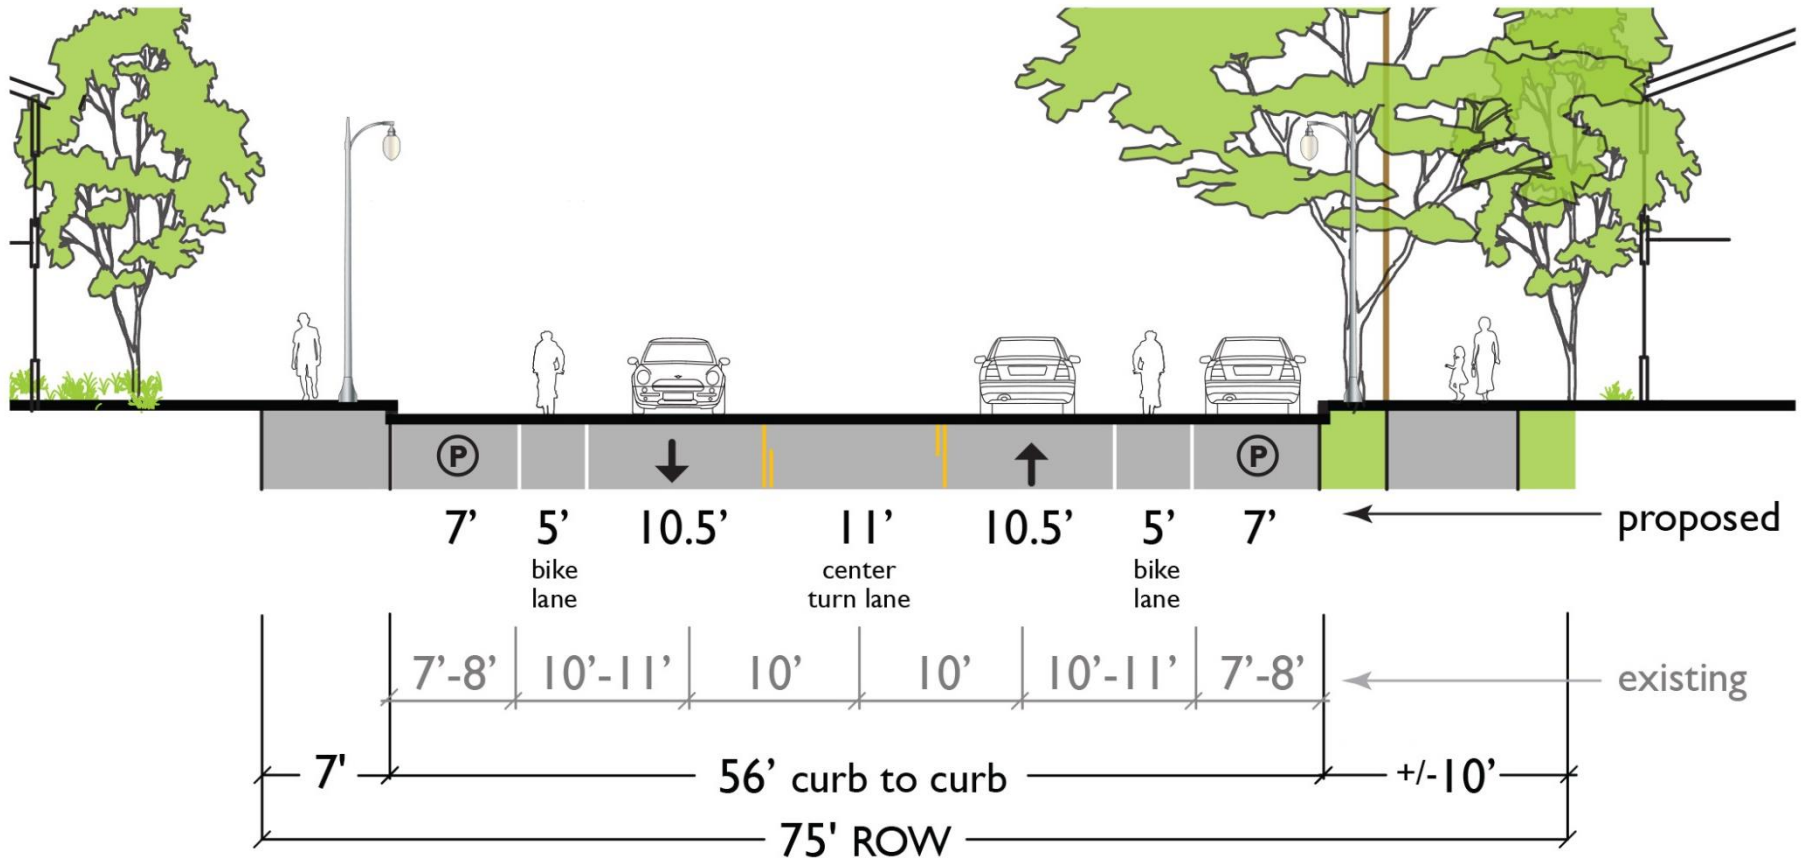 P P
7’ 5’ 10.5’ 11’ 10.5’ 5’ 7’ proposed
bike center bike
lane turn lane lane
7’-8’ 10’-11’ 10’ 10’ 10’-11’ 7’-8’ existing
7' 56’ curb to curb +/-10’
75' ROW